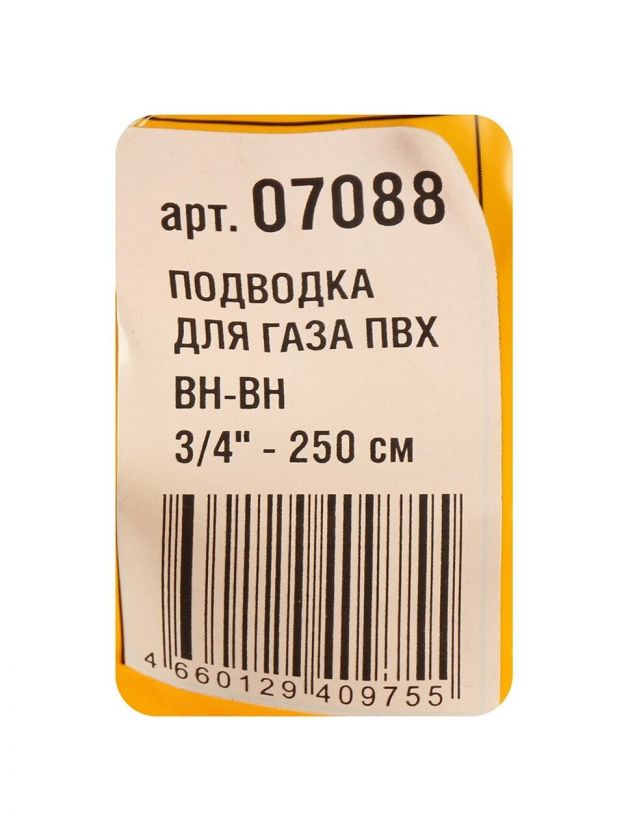 арт. 07088
ПОДВОДКА
ДЛЯ ГАЗА ПВХ
ВН-ВН
3/4" - 250 см
4 660129 409755